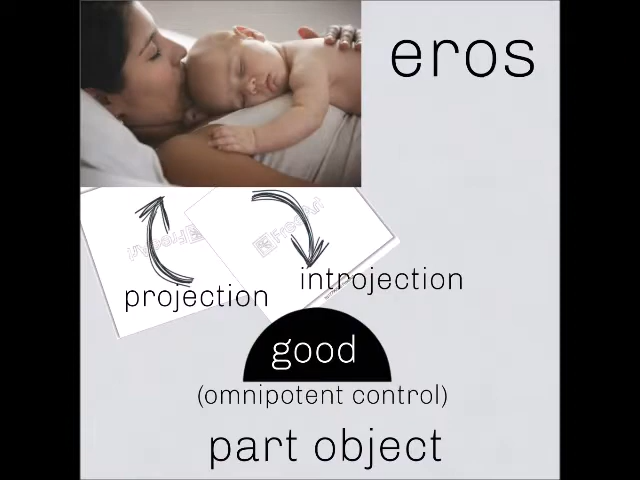 eros
projection
introjection
good
(omnipotent control)
part object